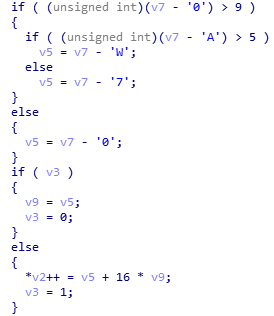 if ( (unsigned int)(v7 - '0') > 9 )
{
if ( (unsigned int)(v7 - 'A') > 5 )
v5 = v7 - 'W';
else
v5 = v7 - '7';
}
else
{
v5 = v7 - '0';
}
if ( v3 )
{
v9 = v5;
v3 = 0;
}
else
{
*v2++ = v5 + 16 * v9;
v3 = 1;
}